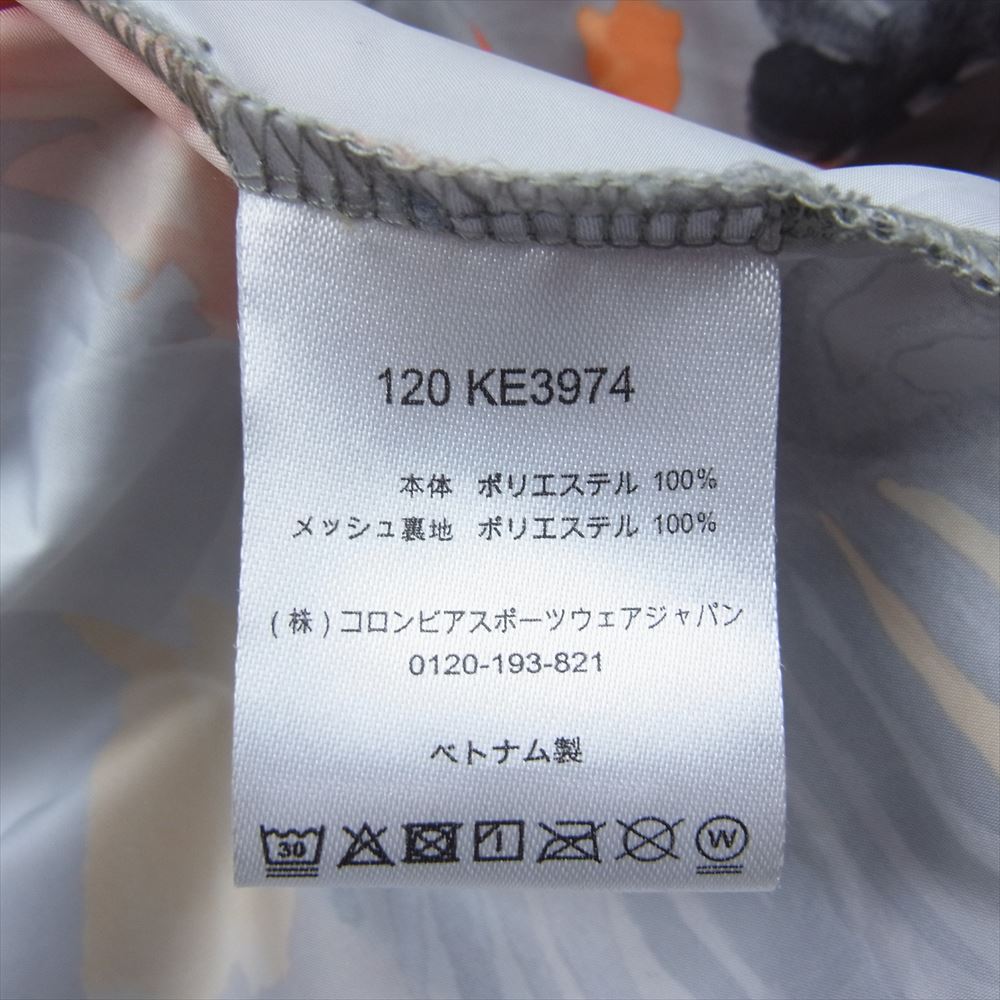 120 KE3974
本体 ポリエステル 100%
メッシュ裏地 ポリエステル 100%
(株)コロンビアスポーツウェアジャパン
0120-193-821
ベトナム製
30 1 W